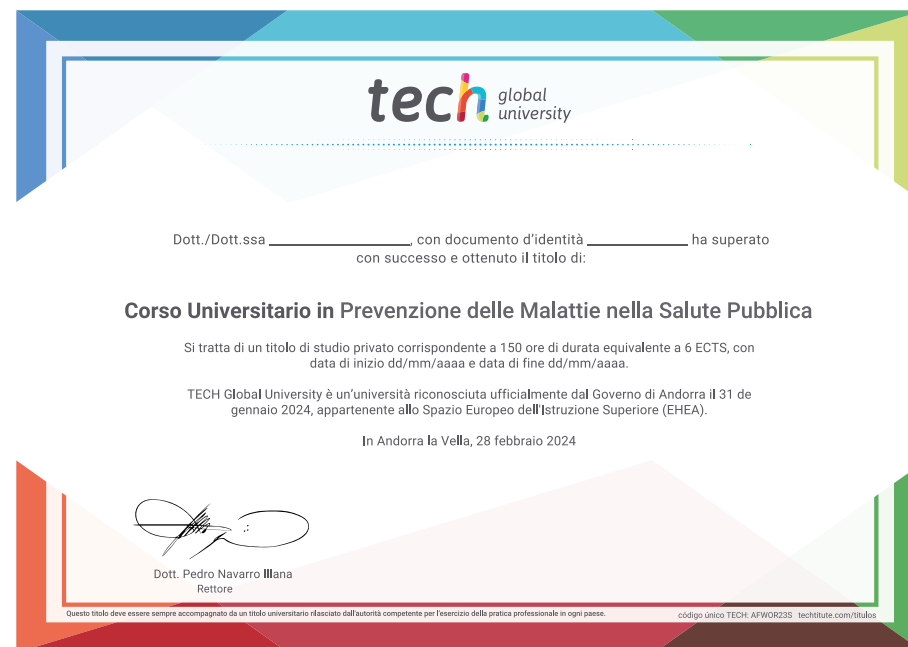 tech global university
Dott./Dott.ssa __________________, con documento d'identità _____________ ha superato
con successo e ottenuto il titolo di:
Corso Universitario in Prevenzione delle Malattie nella Salute Pubblica
Si tratta di un titolo di studio privato corrispondente a 150 ore di durata equivalente a 6 ECTS, con
data di inizio dd/mm/aaaa e data di fine dd/mm/aaaa.
TECH Global University è un'università riconosciuta ufficialmente dal Governo di Andorra il 31 de
gennaio 2024, appartenente allo Spazio Europeo dell'Istruzione Superiore (EHEA).
In Andorra la Vella, 28 febbraio 2024
Dott. Pedro Navarro Illana
Rettore
Questo titolo deve essere sempre accompagnato da un titolo universitario rilasciato dall'autorità competente per l'esercizio della pratica professionale in ogni paese.
código único TECH: AFWOR23S techtitute.com/titulos